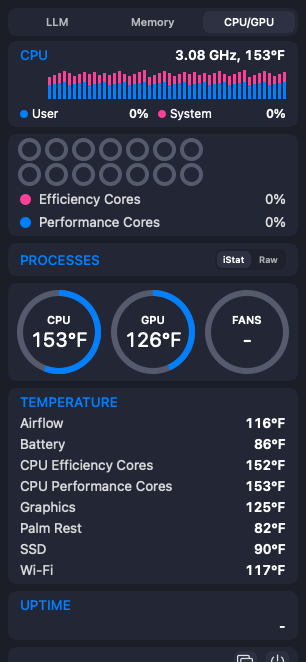 LLM Memory CPU/GPU
CPU 3.08 GHz, 153°F
User 0% System 0%
Efficiency Cores 0%
Performance Cores 0%
PROCESSES iStat Raw
CPU GPU FANS
153°F 126°F -
TEMPERATURE
Airflow 116°F
Battery 86°F
CPU Efficiency Cores 152°F
CPU Performance Cores 153°F
Graphics 125°F
Palm Rest 82°F
SSD 90°F
Wi-Fi 117°F
UPTIME
-